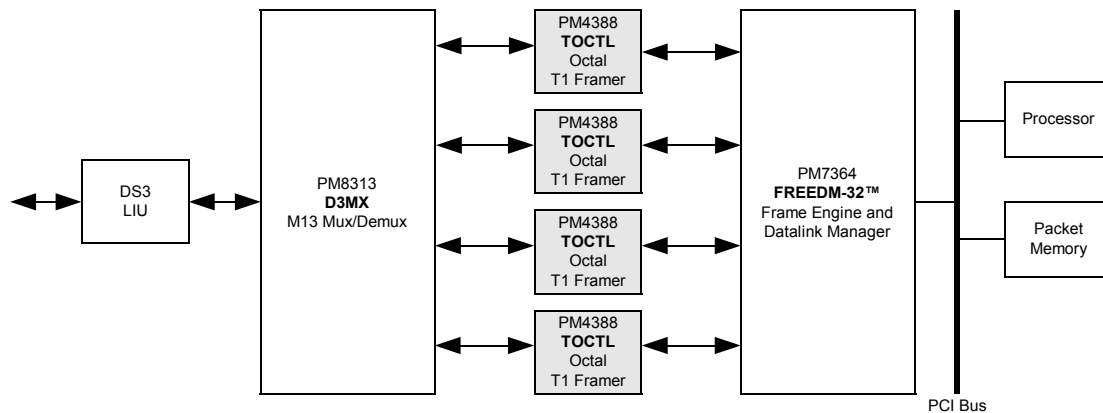 DS3
LIU
PM8313
D3MX
M13 Mux/Demux
PM4388
TOCTL
Octal
T1 Framer
PM4388
TOCTL
Octal
T1 Framer
PM4388
TOCTL
Octal
T1 Framer
PM4388
TOCTL
Octal
T1 Framer
PM7364
FREEDM-32™
Frame Engine and
Datalink Manager
Processor
Packet
Memory
PCI Bus